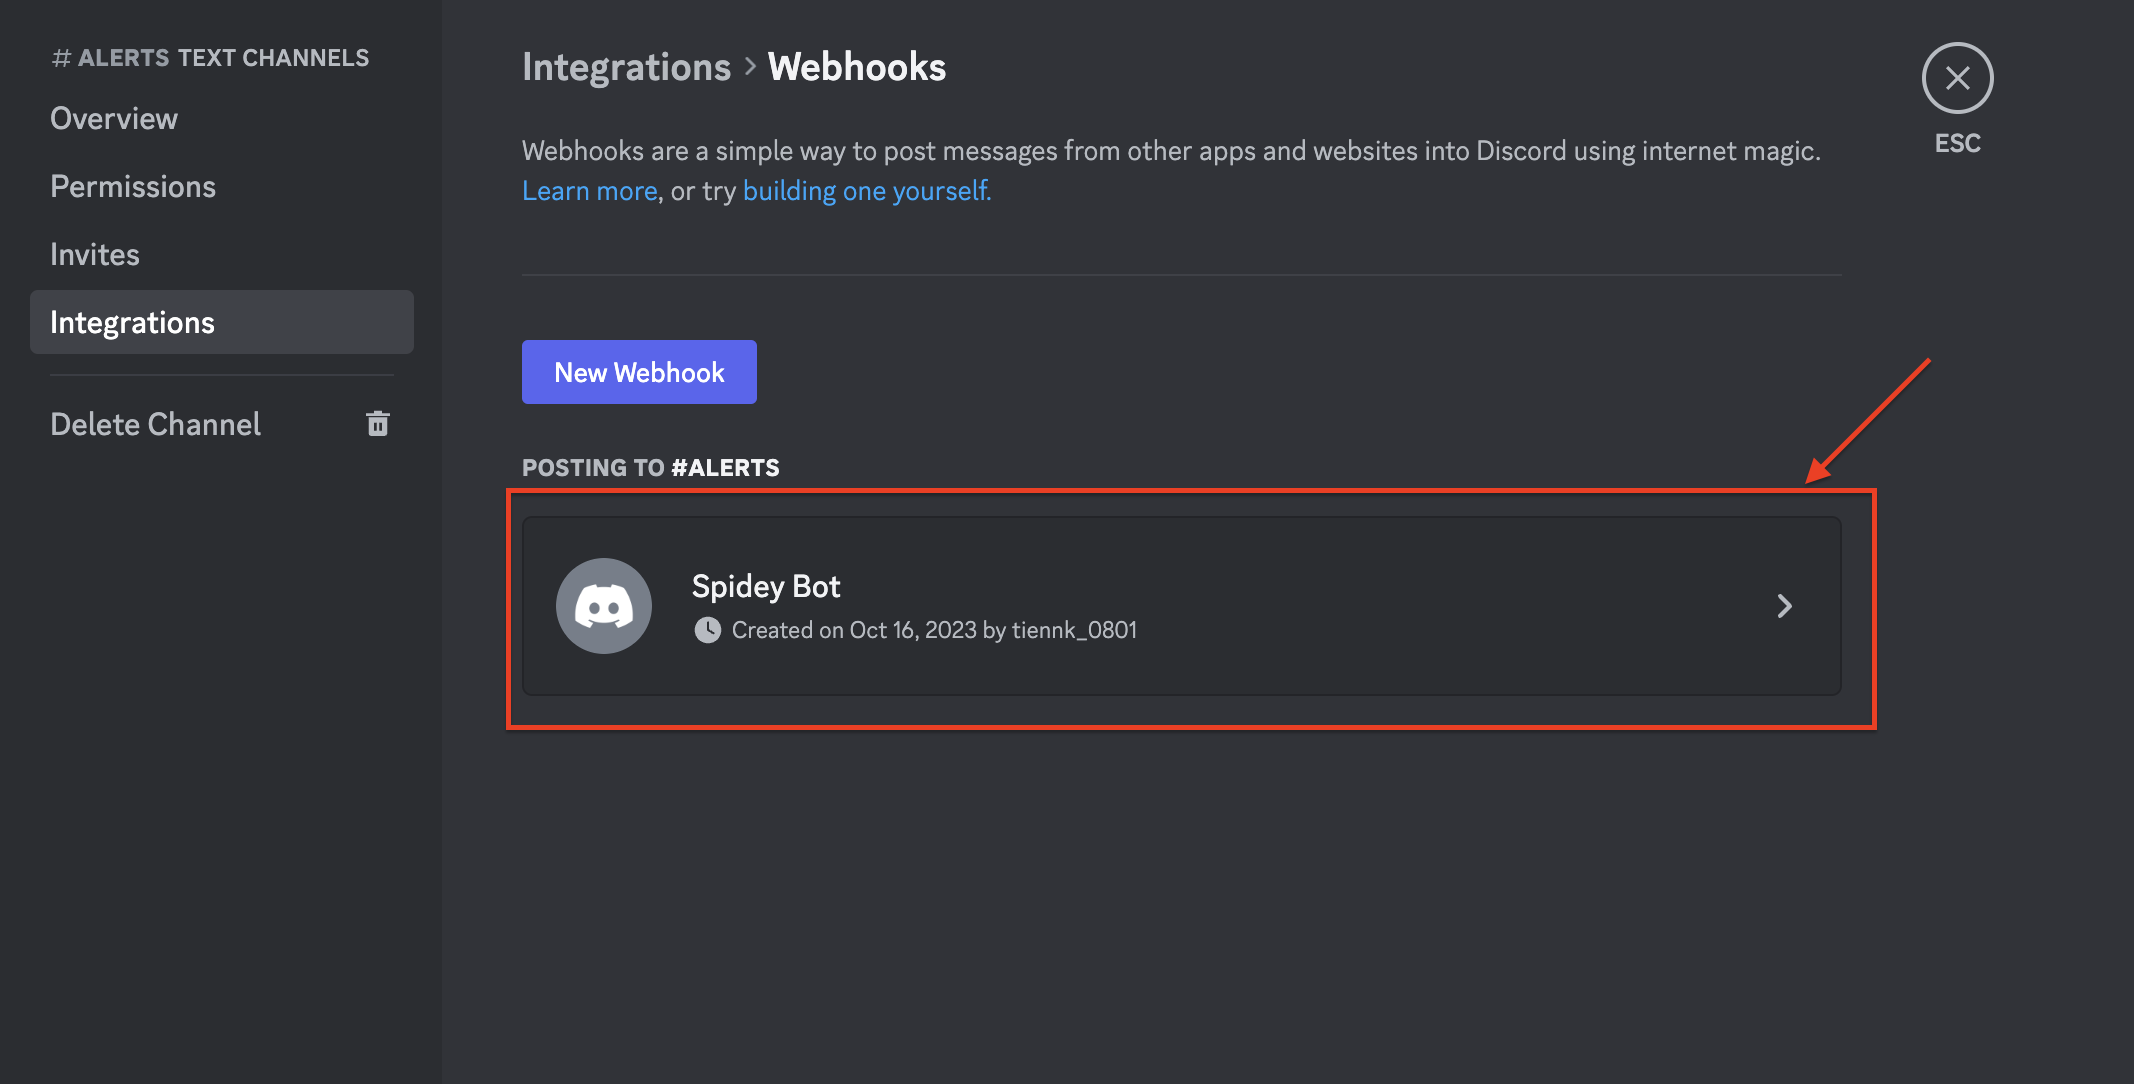 # ALERTS TEXT CHANNELS
Overview
Permissions
Invites
Integrations
Delete Channel
Integrations > Webhooks
Webhooks are a simple way to post messages from other apps and websites into Discord using internet magic.
Learn more, or try building one yourself.
New Webhook
POSTING TO #ALERTS
Spidey Bot
Created on Oct 16, 2023 by tiennk_0801
ESC